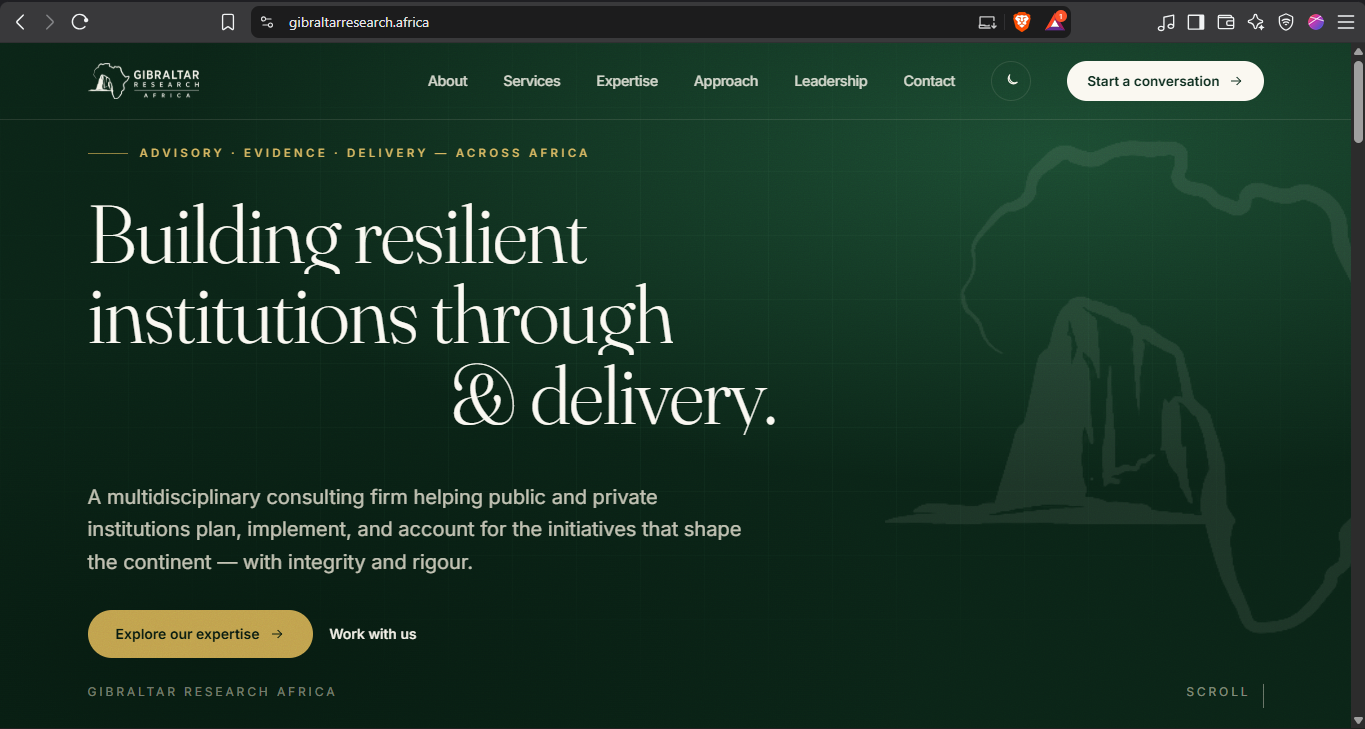 gibraltarresearch.africa
1
GIBRALTAR
RESEARCH
AFRICA
About
Services
Expertise
Approach
Leadership
Contact
Start a conversation →
ADVISORY · EVIDENCE · DELIVERY — ACROSS AFRICA
Building resilient
institutions through
& delivery.
A multidisciplinary consulting firm helping public and private
institutions plan, implement, and account for the initiatives that shape
the continent — with integrity and rigour.
Explore our expertise →
Work with us
GIBRALTAR RESEARCH AFRICA
SCROLL